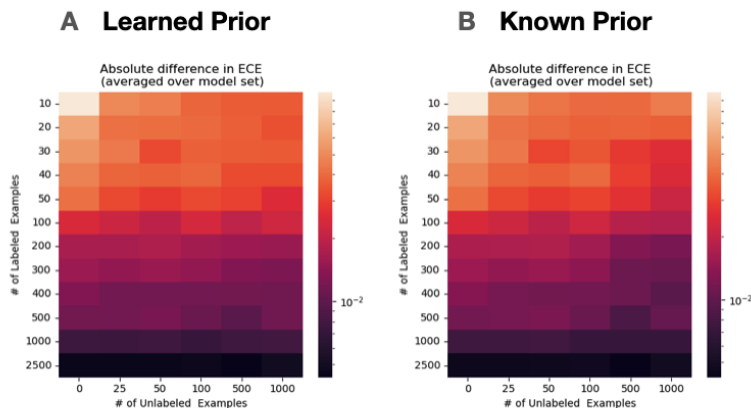 A Learned Prior
B Known Prior
Absolute difference in ECE
(averaged over model set)
Absolute difference in ECE
(averaged over model set)
# of Labeled Examples
10
20
30
40
50
100
200
300
400
500
1000
2500
0 25 50 100 500 1000
# of Unlabeled Examples
10⁻²
# of Labeled Examples
10
20
30
40
50
100
200
300
400
500
1000
2500
0 25 50 100 500 1000
# of Unlabeled Examples
10⁻²